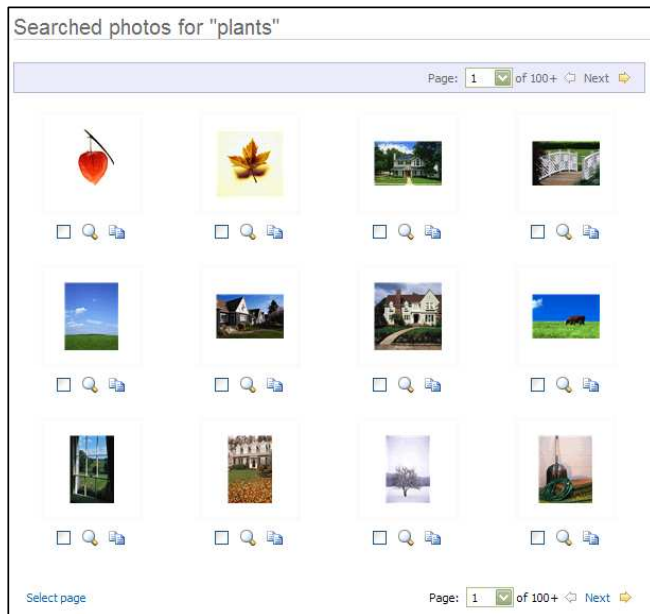 Searched photos for "plants"
Page: 1 of 100+ Next
Select page
Page: 1 of 100+ Next